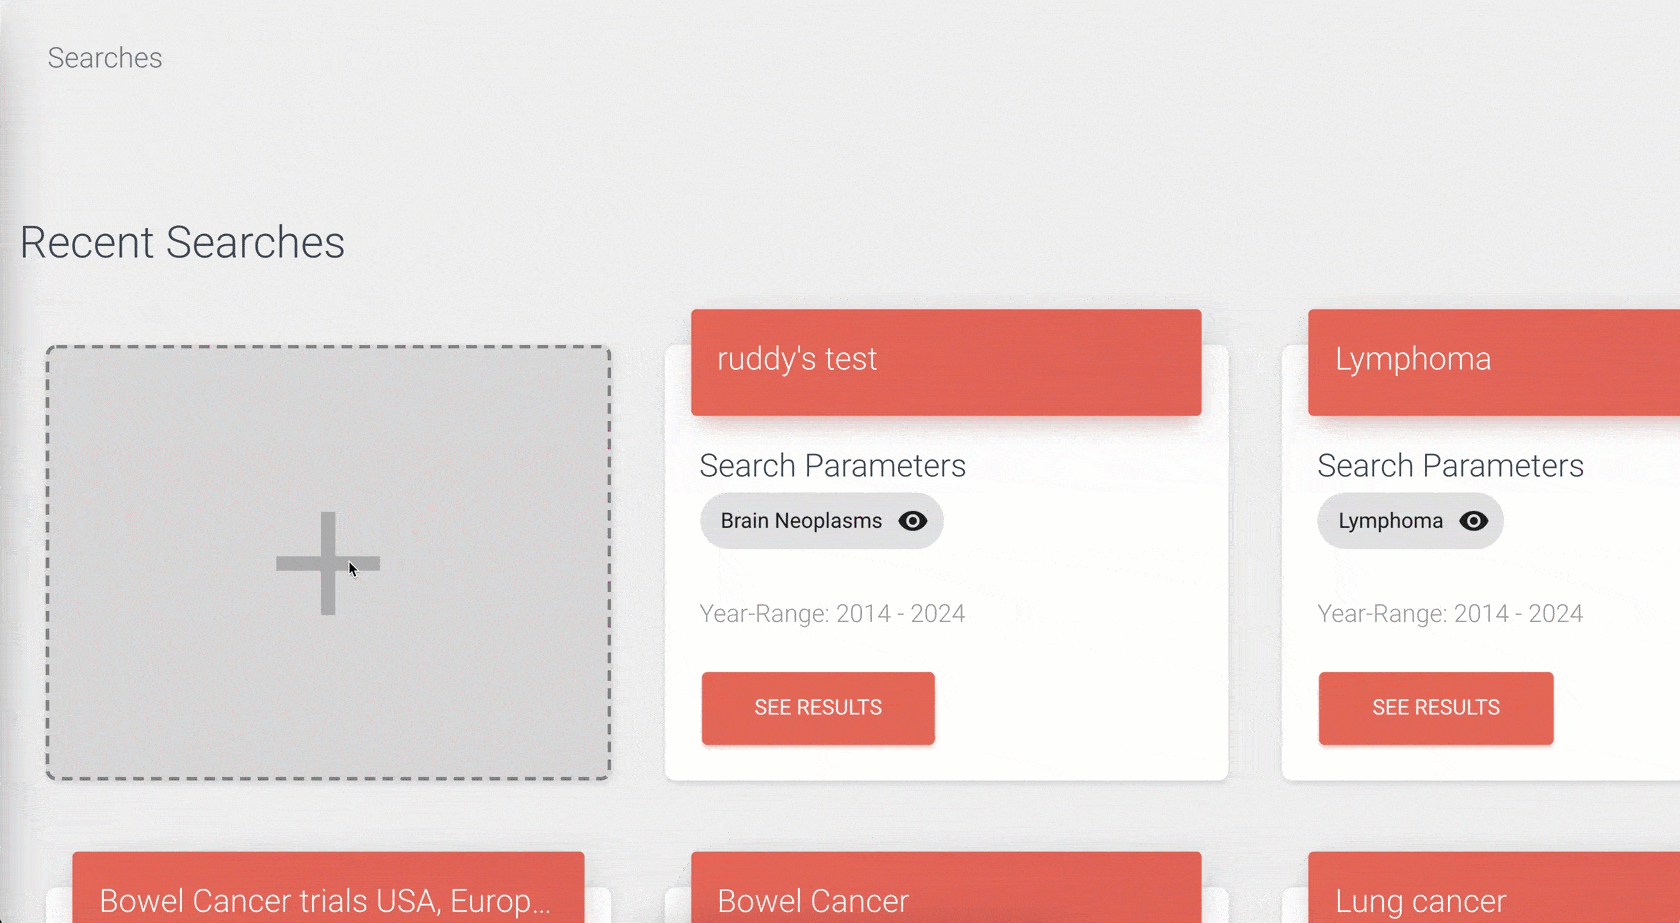 Searches
Recent Searches
ruddy's test
Lymphoma
Search Parameters
Search Parameters
Brain Neoplasms
Lymphoma
Year-Range: 2014 - 2024
Year-Range: 2014 - 2024
SEE RESULTS
SEE RESULTS
Bowel Cancer trials USA, Europ...
Bowel Cancer
Lung cancer